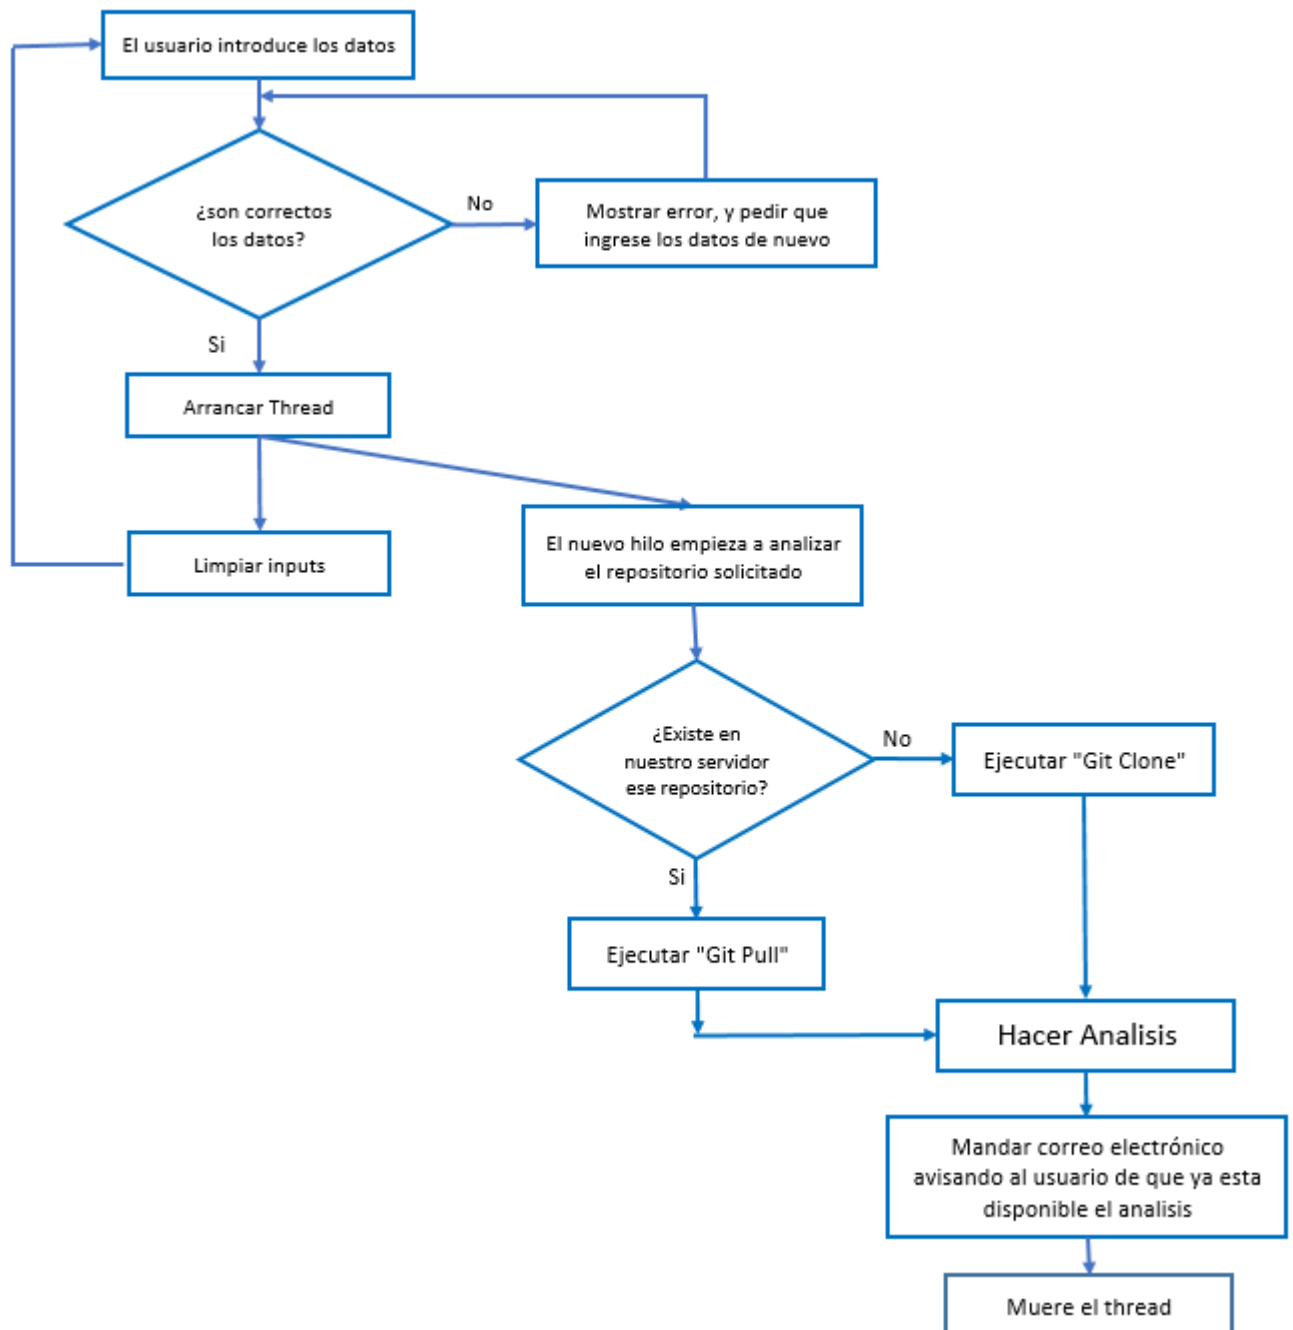 El usuario introduce los datos
¿son correctos
los datos?
No
Mostrar error, y pedir que
ingrese los datos de nuevo
Si
Arrancar Thread
Limpiar inputs
El nuevo hilo empieza a analizar
el repositorio solicitado
¿Existe en
nuestro servidor
ese repositorio?
No
Ejecutar "Git Clone"
Si
Ejecutar "Git Pull"
Hacer Analisis
Mandar correo electrónico
avisando al usuario de que ya esta
disponible el analisis
Muere el thread